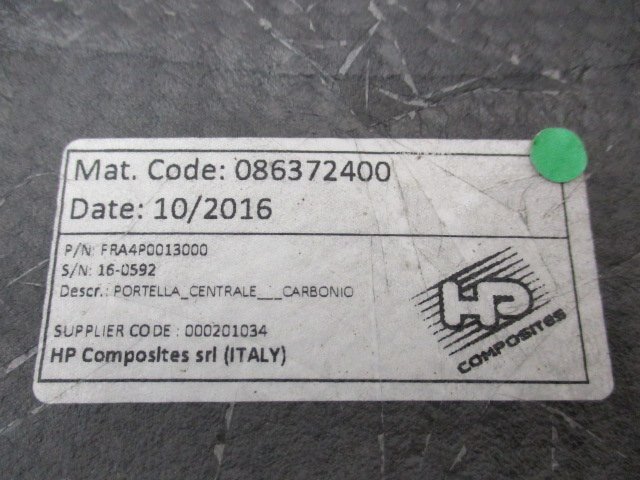 Mat. Code: 086372400
Date: 10/2016
P/N: FRA4P0013000
S/N: 16-0592
Descr.: PORTELLA_CENTRALE___CARBONIO
SUPPLIER CODE : 000201034
HP Composites srl (ITALY)
HP
COMPOSITES